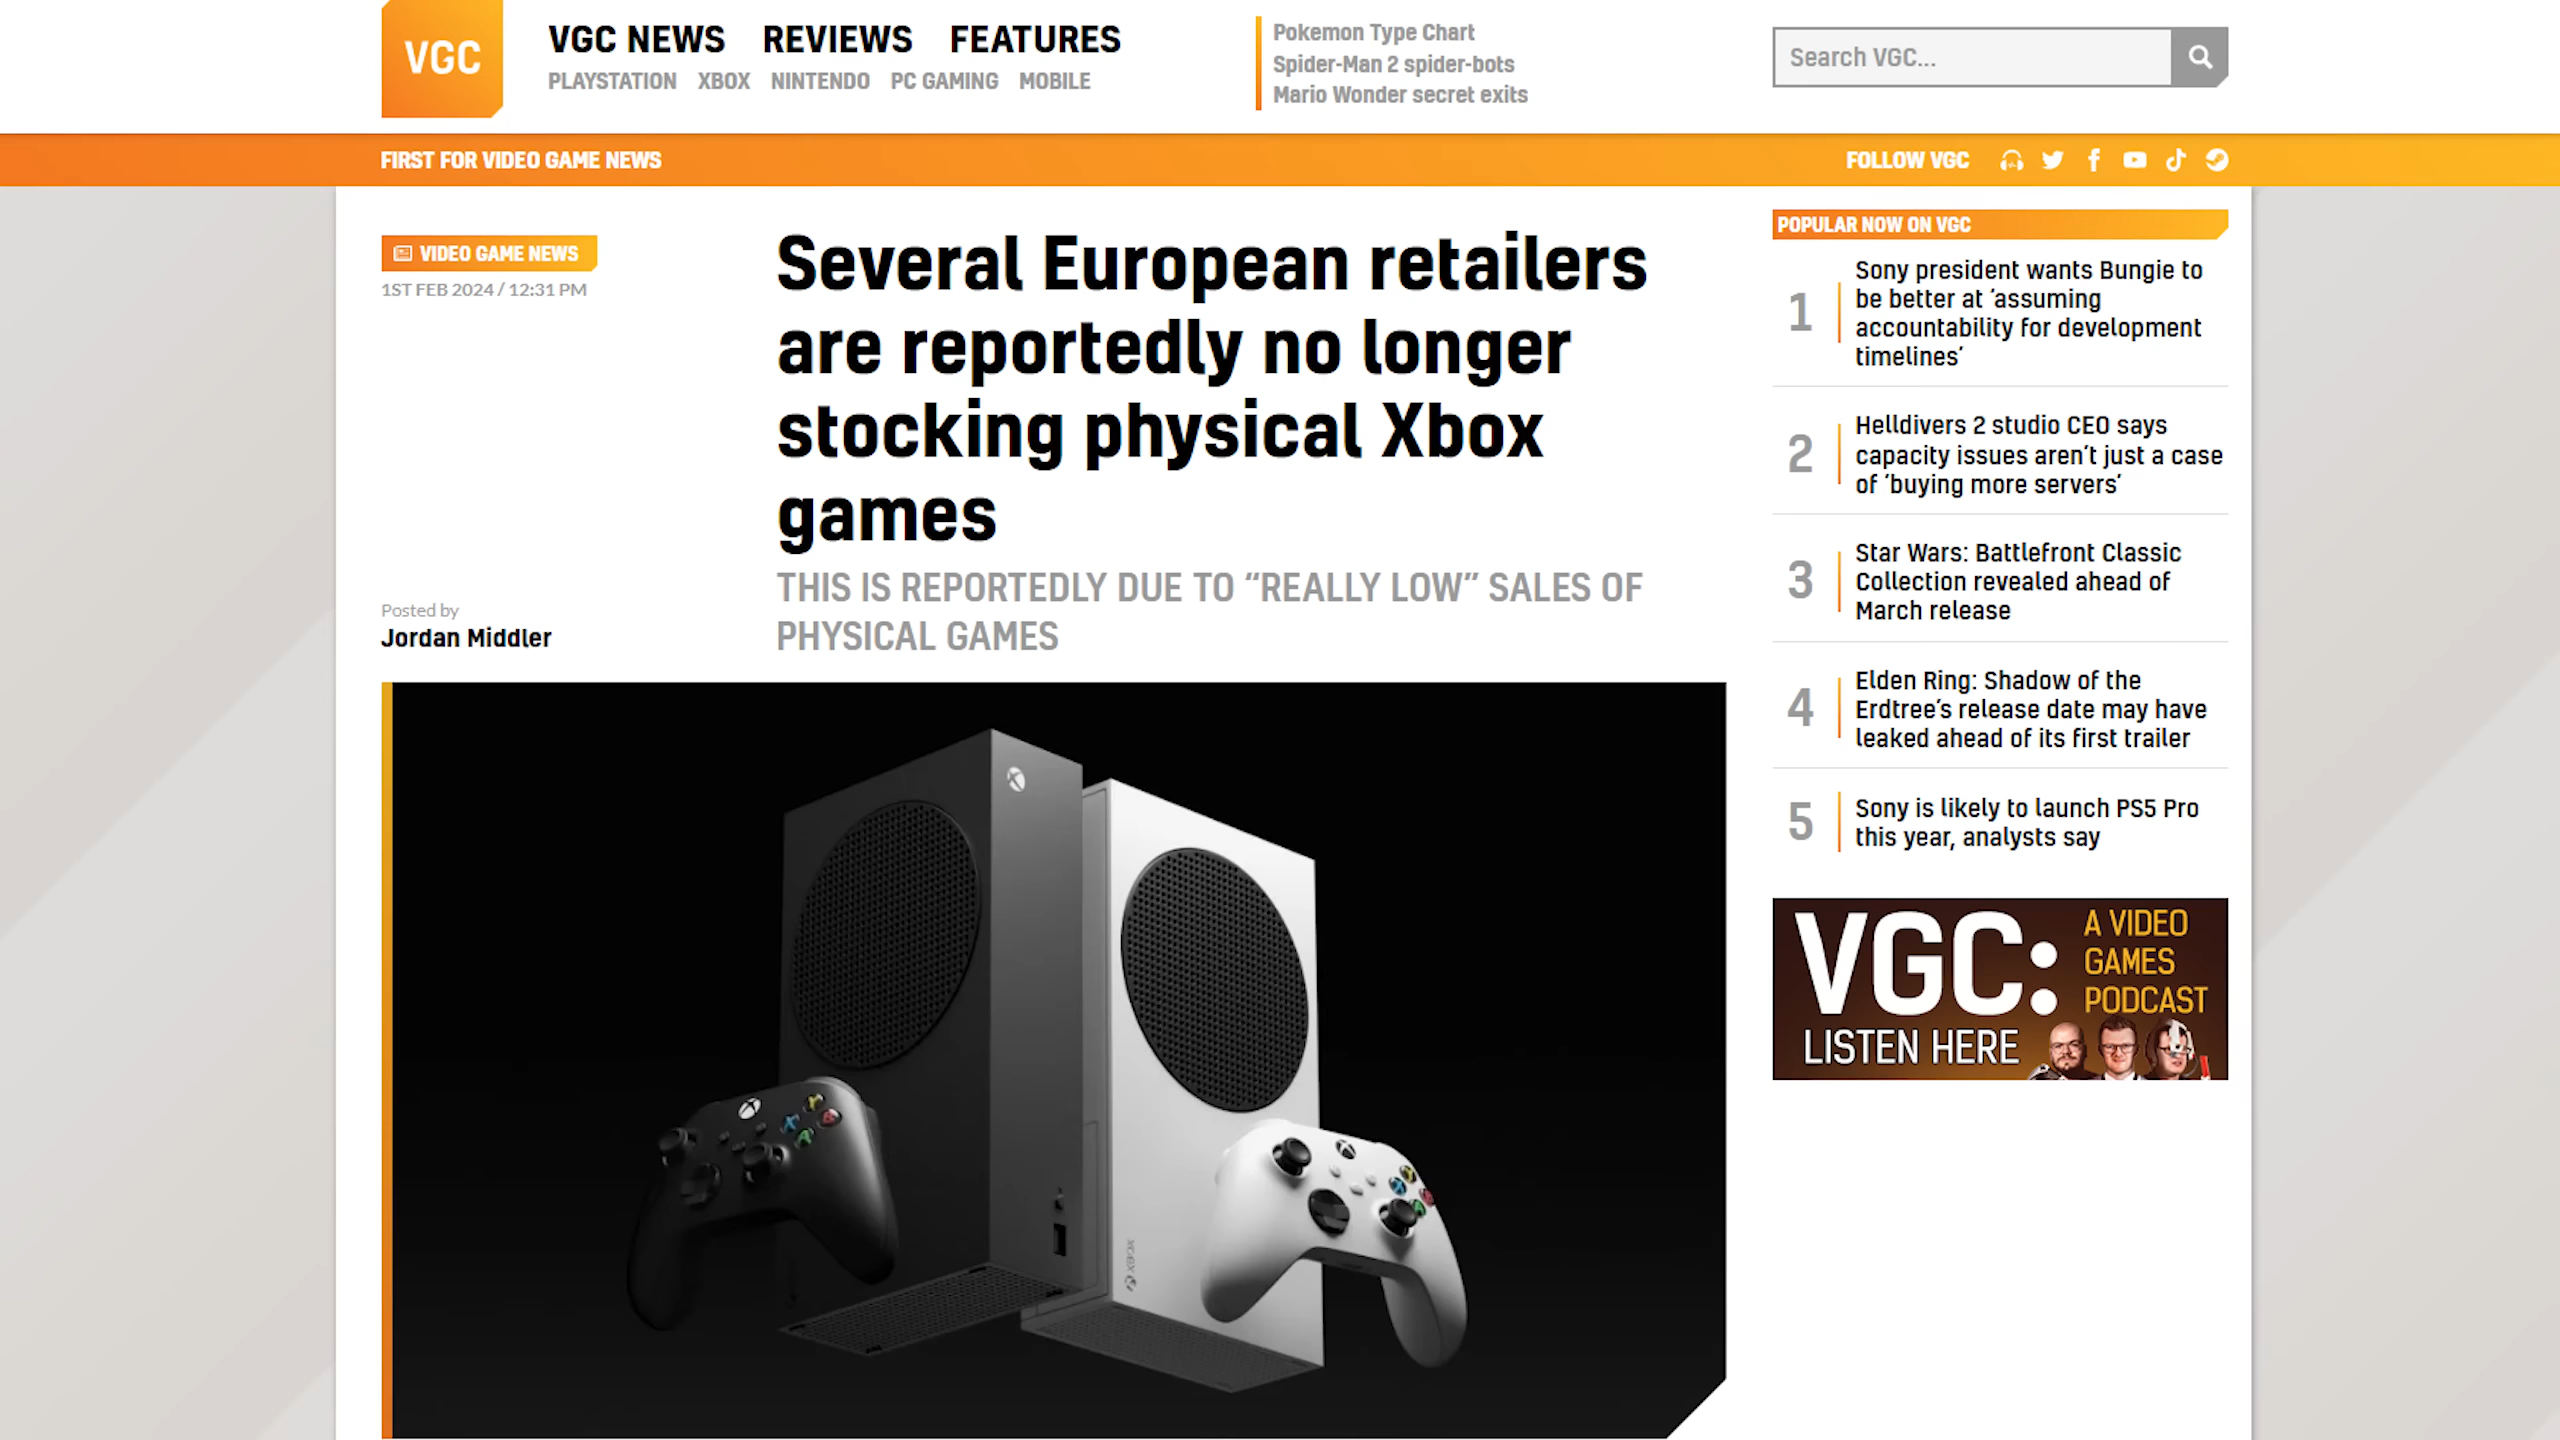 VGC
VGC NEWS REVIEWS FEATURES
PLAYSTATION XBOX NINTENDO PC GAMING MOBILE
Pokemon Type Chart
Spider-Man 2 spider-bots
Mario Wonder secret exits
Search VGC...
FIRST FOR VIDEO GAME NEWS
FOLLOW VGC
VIDEO GAME NEWS
1ST FEB 2024 / 12:31 PM
Several European retailers
are reportedly no longer
stocking physical Xbox
games
THIS IS REPORTEDLY DUE TO “REALLY LOW” SALES OF
PHYSICAL GAMES
Posted by
Jordan Middler
XBOX
Y
X
B
A
Y
X
B
A
POPULAR NOW ON VGC
1
Sony president wants Bungie to
be better at ‘assuming
accountability for development
timelines’
2
Helldivers 2 studio CEO says
capacity issues aren’t just a case
of ‘buying more servers’
3
Star Wars: Battlefront Classic
Collection revealed ahead of
March release
4
Elden Ring: Shadow of the
Erdtree’s release date may have
leaked ahead of its first trailer
5
Sony is likely to launch PS5 Pro
this year, analysts say
VGC:
A VIDEO
GAMES
PODCAST
LISTEN HERE